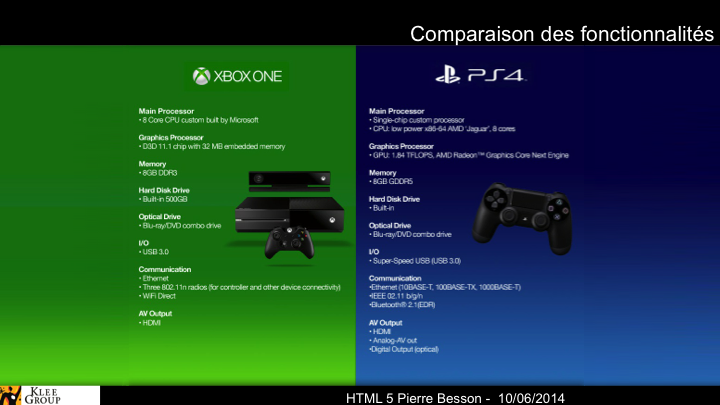 Comparaison des fonctionnalités
XBOX ONE
Main Processor
• 8 Core CPU custom built by Microsoft
Graphics Processor
• D3D 11.1 chip with 32 MB embedded memory
Memory
• 8GB DDR3
Hard Disk Drive
• Built-in 500GB
Optical Drive
• Blu-ray/DVD combo drive
I/O
• USB 3.0
Communication
• Ethernet
• Three 802.11n radios (for controller and other device connectivity)
• WiFi Direct
AV Output
• HDMI
PS4
Main Processor
• Single-chip custom processor
• CPU: low power x86-64 AMD 'Jaguar', 8 cores
Graphics Processor
• GPU: 1.84 TFLOPS, AMD Radeon™ Graphics Core Next Engine
Memory
• 8GB GDDR5
Hard Disk Drive
• Built-in
Optical Drive
• Blu-ray/DVD combo drive
I/O
• Super-Speed USB (USB 3.0)
Communication
•Ethernet (10BASE-T, 100BASE-TX, 1000BASE-T)
•IEEE 02.11 b/g/n
•Bluetooth® 2.1(EDR)
AV Output
• HDMI
• Analog-AV out
•Digital Output (optical)
KLEE
GROUP
HTML 5 Pierre Besson - 10/06/2014